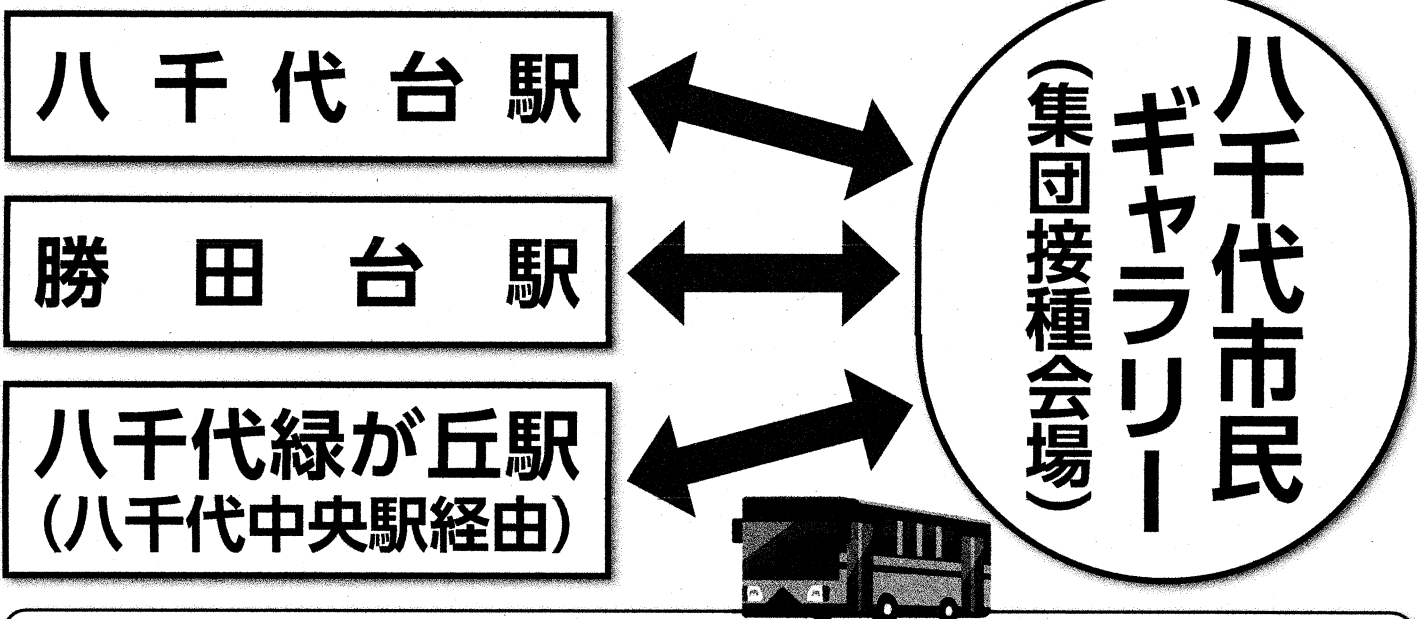 八千代台駅
勝田台駅
八千代緑が丘駅
（八千代中央駅経由）
八千代市民
ギャラリー
（集団接種会場）